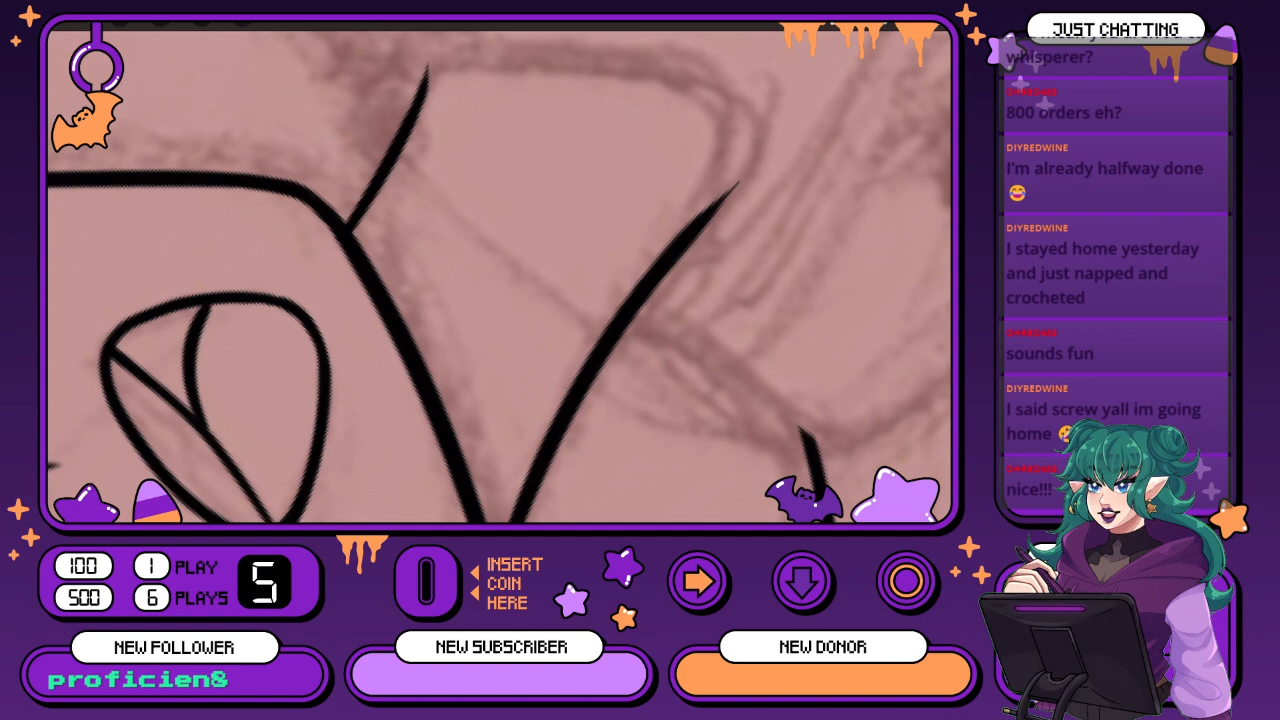 JUST CHATTING
whisperer?
800 orders eh?
DIYREDWINE
I'm already halfway done
😂
DIYREDWINE
I stayed home yesterday
and just napped and
crocheted
sounds fun
DIYREDWINE
I said screw yall im going
home
nice!!!
100
1 PLAY
500
6 PLAYS
5
INSERT
COIN
HERE
NEW FOLLOWER
proficien&
NEW SUBSCRIBER
NEW DONOR